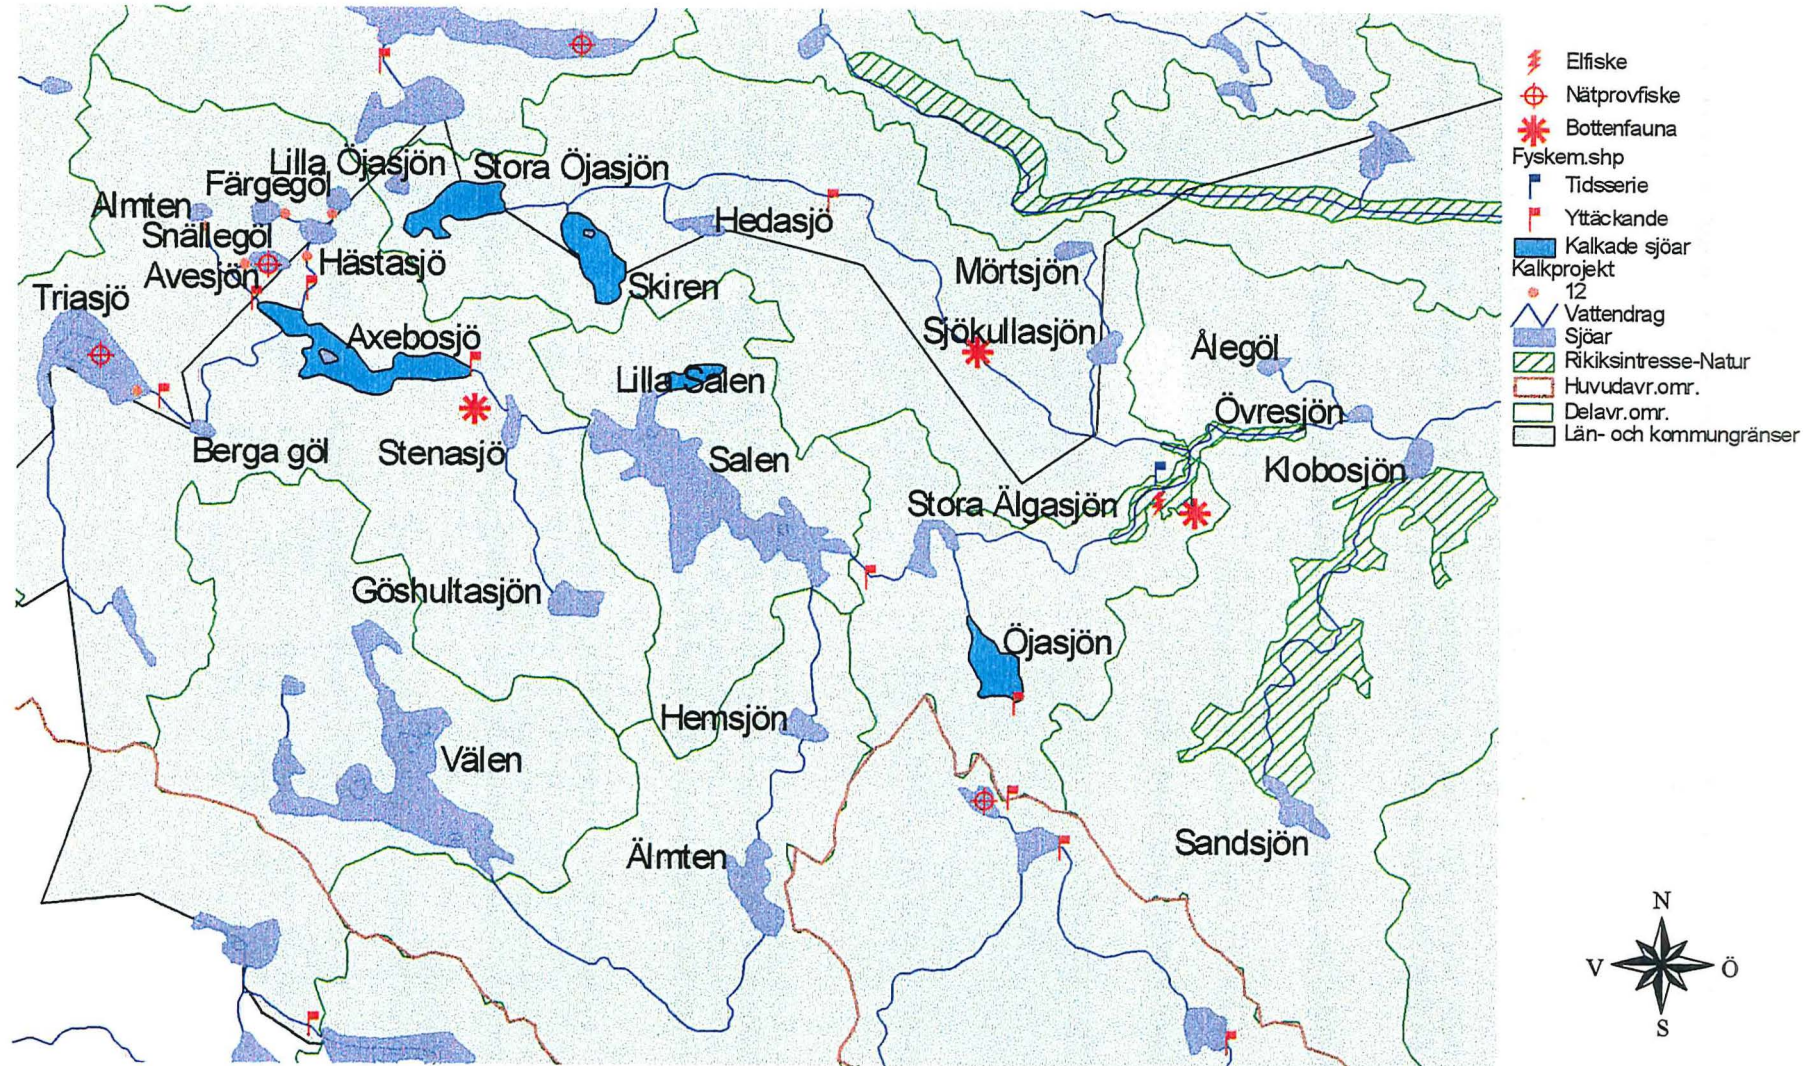 Lilla Öjasjön
Stora Öjasjön
Färgegöl
Almten
Snällegöl
Hedasjö
Hästasjö
Avesjön
Mörtsjön
Triasjö
Skiren
Axebosjö
Sjökullasjön
Ålegöl
Lilla Salen
Övresjön
Berga göl
Stenasjö
Salen
Klobosjön
Stora Älgasjön
Göshultasjön
Öjasjön
Hemsjön
Välen
Älmten
Sandsjön
Elfiske
Nätprovfiske
Bottenfauna
Fyskem.shp
Tidsserie
Yttäckande
Kalkade sjöar
Kalkprojekt
12
Vattendrag
Sjöar
Rikiksintresse-Natur
Huvudavr.omr.
Delavr.omr.
Län- och kommungränser
N
V Ö
S